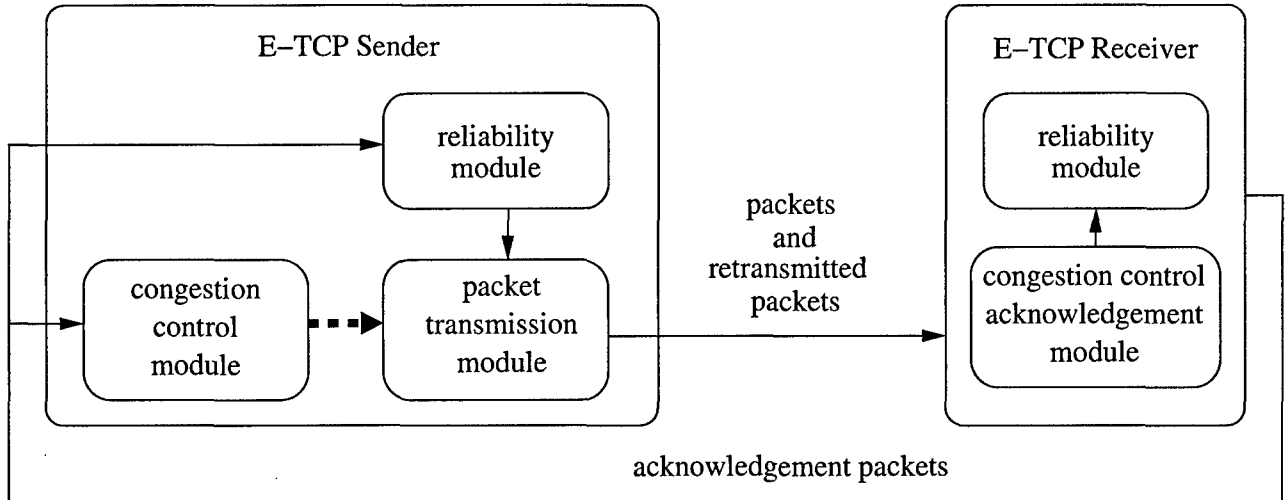 E–TCP Sender
reliability
module
congestion
control
module
packet
transmission
module
packets
and
retransmitted
packets
E–TCP Receiver
reliability
module
congestion control
acknowledgement
module
acknowledgement packets